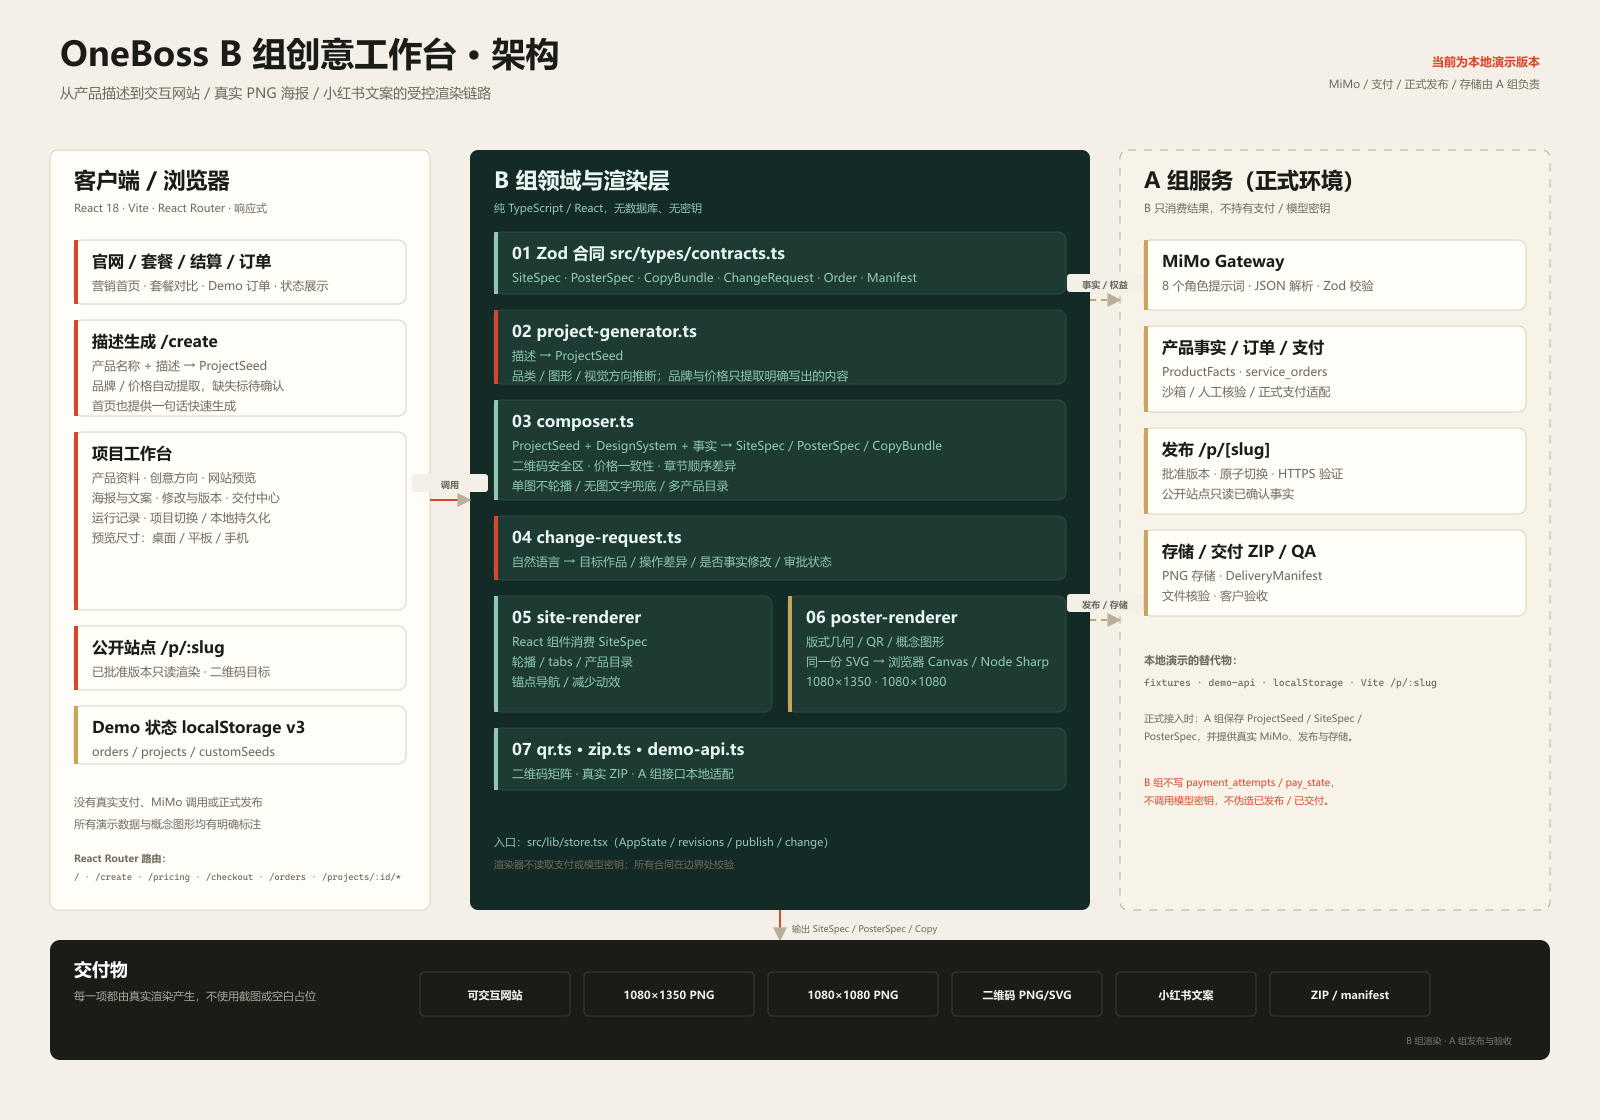 OneBoss B 组创意工作台 • 架构
从产品描述到交互网站 / 真实 PNG 海报 / 小红书文案的受控渲染链路
当前为本地演示版本
MiMo / 支付 / 正式发布 / 存储由 A 组负责
客户端 / 浏览器
React 18 · Vite · React Router · 响应式
官网 / 套餐 / 结算 / 订单
营销首页 · 套餐对比 · Demo 订单 · 状态展示
描述生成 /create
产品名称 + 描述 → ProjectSeed
品牌 / 价格自动提取，缺失标待确认
首页也提供一句话快速生成
项目工作台
产品资料 · 创意方向 · 网站预览
海报与文案 · 修改与版本 · 交付中心
运行记录 · 项目切换 / 本地持久化
预览尺寸：桌面 / 平板 / 手机
公开站点 /p/:slug
已批准版本只读渲染 · 二维码目标
Demo 状态 localStorage v3
orders / projects / customSeeds
没有真实支付、MiMo 调用或正式发布
所有演示数据与概念图形均有明确标注
React Router 路由：
/ · /create · /pricing · /checkout · /orders · /projects/:id/*
调用
B 组领域与渲染层
纯 TypeScript / React，无数据库、无密钥
01 Zod 合同 src/types/contracts.ts
SiteSpec · PosterSpec · CopyBundle · ChangeRequest · Order · Manifest
02 project-generator.ts
描述 → ProjectSeed
品类 / 图形 / 视觉方向推断；品牌与价格只提取明确写出的内容
03 composer.ts
ProjectSeed + DesignSystem + 事实 → SiteSpec / PosterSpec / CopyBundle
二维码安全区 · 价格一致性 · 章节顺序差异
单图不轮播 / 无图文字兜底 / 多产品目录
04 change-request.ts
自然语言 → 目标作品 / 操作差异 / 是否事实修改 / 审批状态
05 site-renderer
React 组件消费 SiteSpec
轮播 / tabs / 产品目录
锚点导航 / 减少动效
06 poster-renderer
版式几何 / QR / 概念图形
同一份 SVG → 浏览器 Canvas / Node Sharp
1080×1350 · 1080×1080
07 qr.ts • zip.ts • demo-api.ts
二维码矩阵 · 真实 ZIP · A 组接口本地适配
入口：src/lib/store.tsx（AppState / revisions / publish / change）
渲染器不读取支付或模型密钥；所有合同在边界处校验
事实 / 权益
发布 / 存储
A 组服务（正式环境）
B 只消费结果，不持有支付 / 模型密钥
MiMo Gateway
8 个角色提示词 · JSON 解析 · Zod 校验
产品事实 / 订单 / 支付
ProductFacts · service_orders
沙箱 / 人工核验 / 正式支付适配
发布 /p/[slug]
批准版本 · 原子切换 · HTTPS 验证
公开站点只读已确认事实
存储 / 交付 ZIP / QA
PNG 存储 · DeliveryManifest
文件核验 · 客户验收
本地演示的替代物：
fixtures · demo-api · localStorage · Vite /p/:slug
正式接入时：A 组保存 ProjectSeed / SiteSpec /
PosterSpec，并提供真实 MiMo、发布与存储。
B 组不写 payment_attempts / pay_state，
不调用模型密钥，不伪造已发布 / 已交付。
输出 SiteSpec / PosterSpec / Copy
交付物
每一项都由真实渲染产生，不使用截图或空白占位
可交互网站
1080×1350 PNG
1080×1080 PNG
二维码 PNG/SVG
小红书文案
ZIP / manifest
B 组渲染 · A 组发布与验收